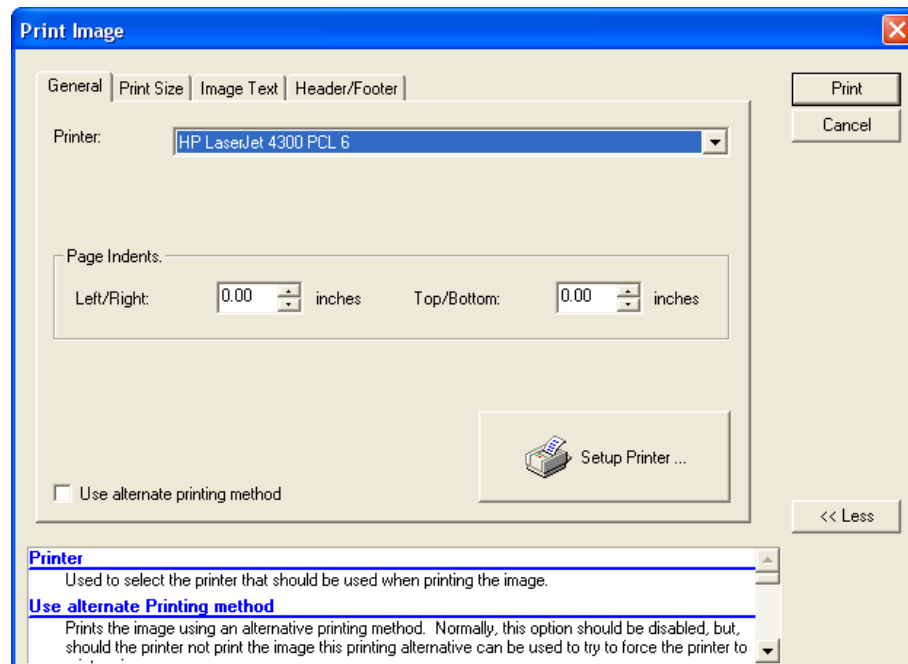 Print Image
General
Print Size
Image Text
Header/Footer
Print
Cancel
Printer:
HP LaserJet 4300 PCL 6
Page Indents.
Left/Right:
0.00
inches
Top/Bottom:
0.00
inches
Setup Printer ...
Use alternate printing method
<< Less
Printer
Used to select the printer that should be used when printing the image.
Use alternate Printing method
Prints the image using an alternative printing method. Normally, this option should be disabled, but,
should the printer not print the image this printing alternative can be used to try to force the printer to